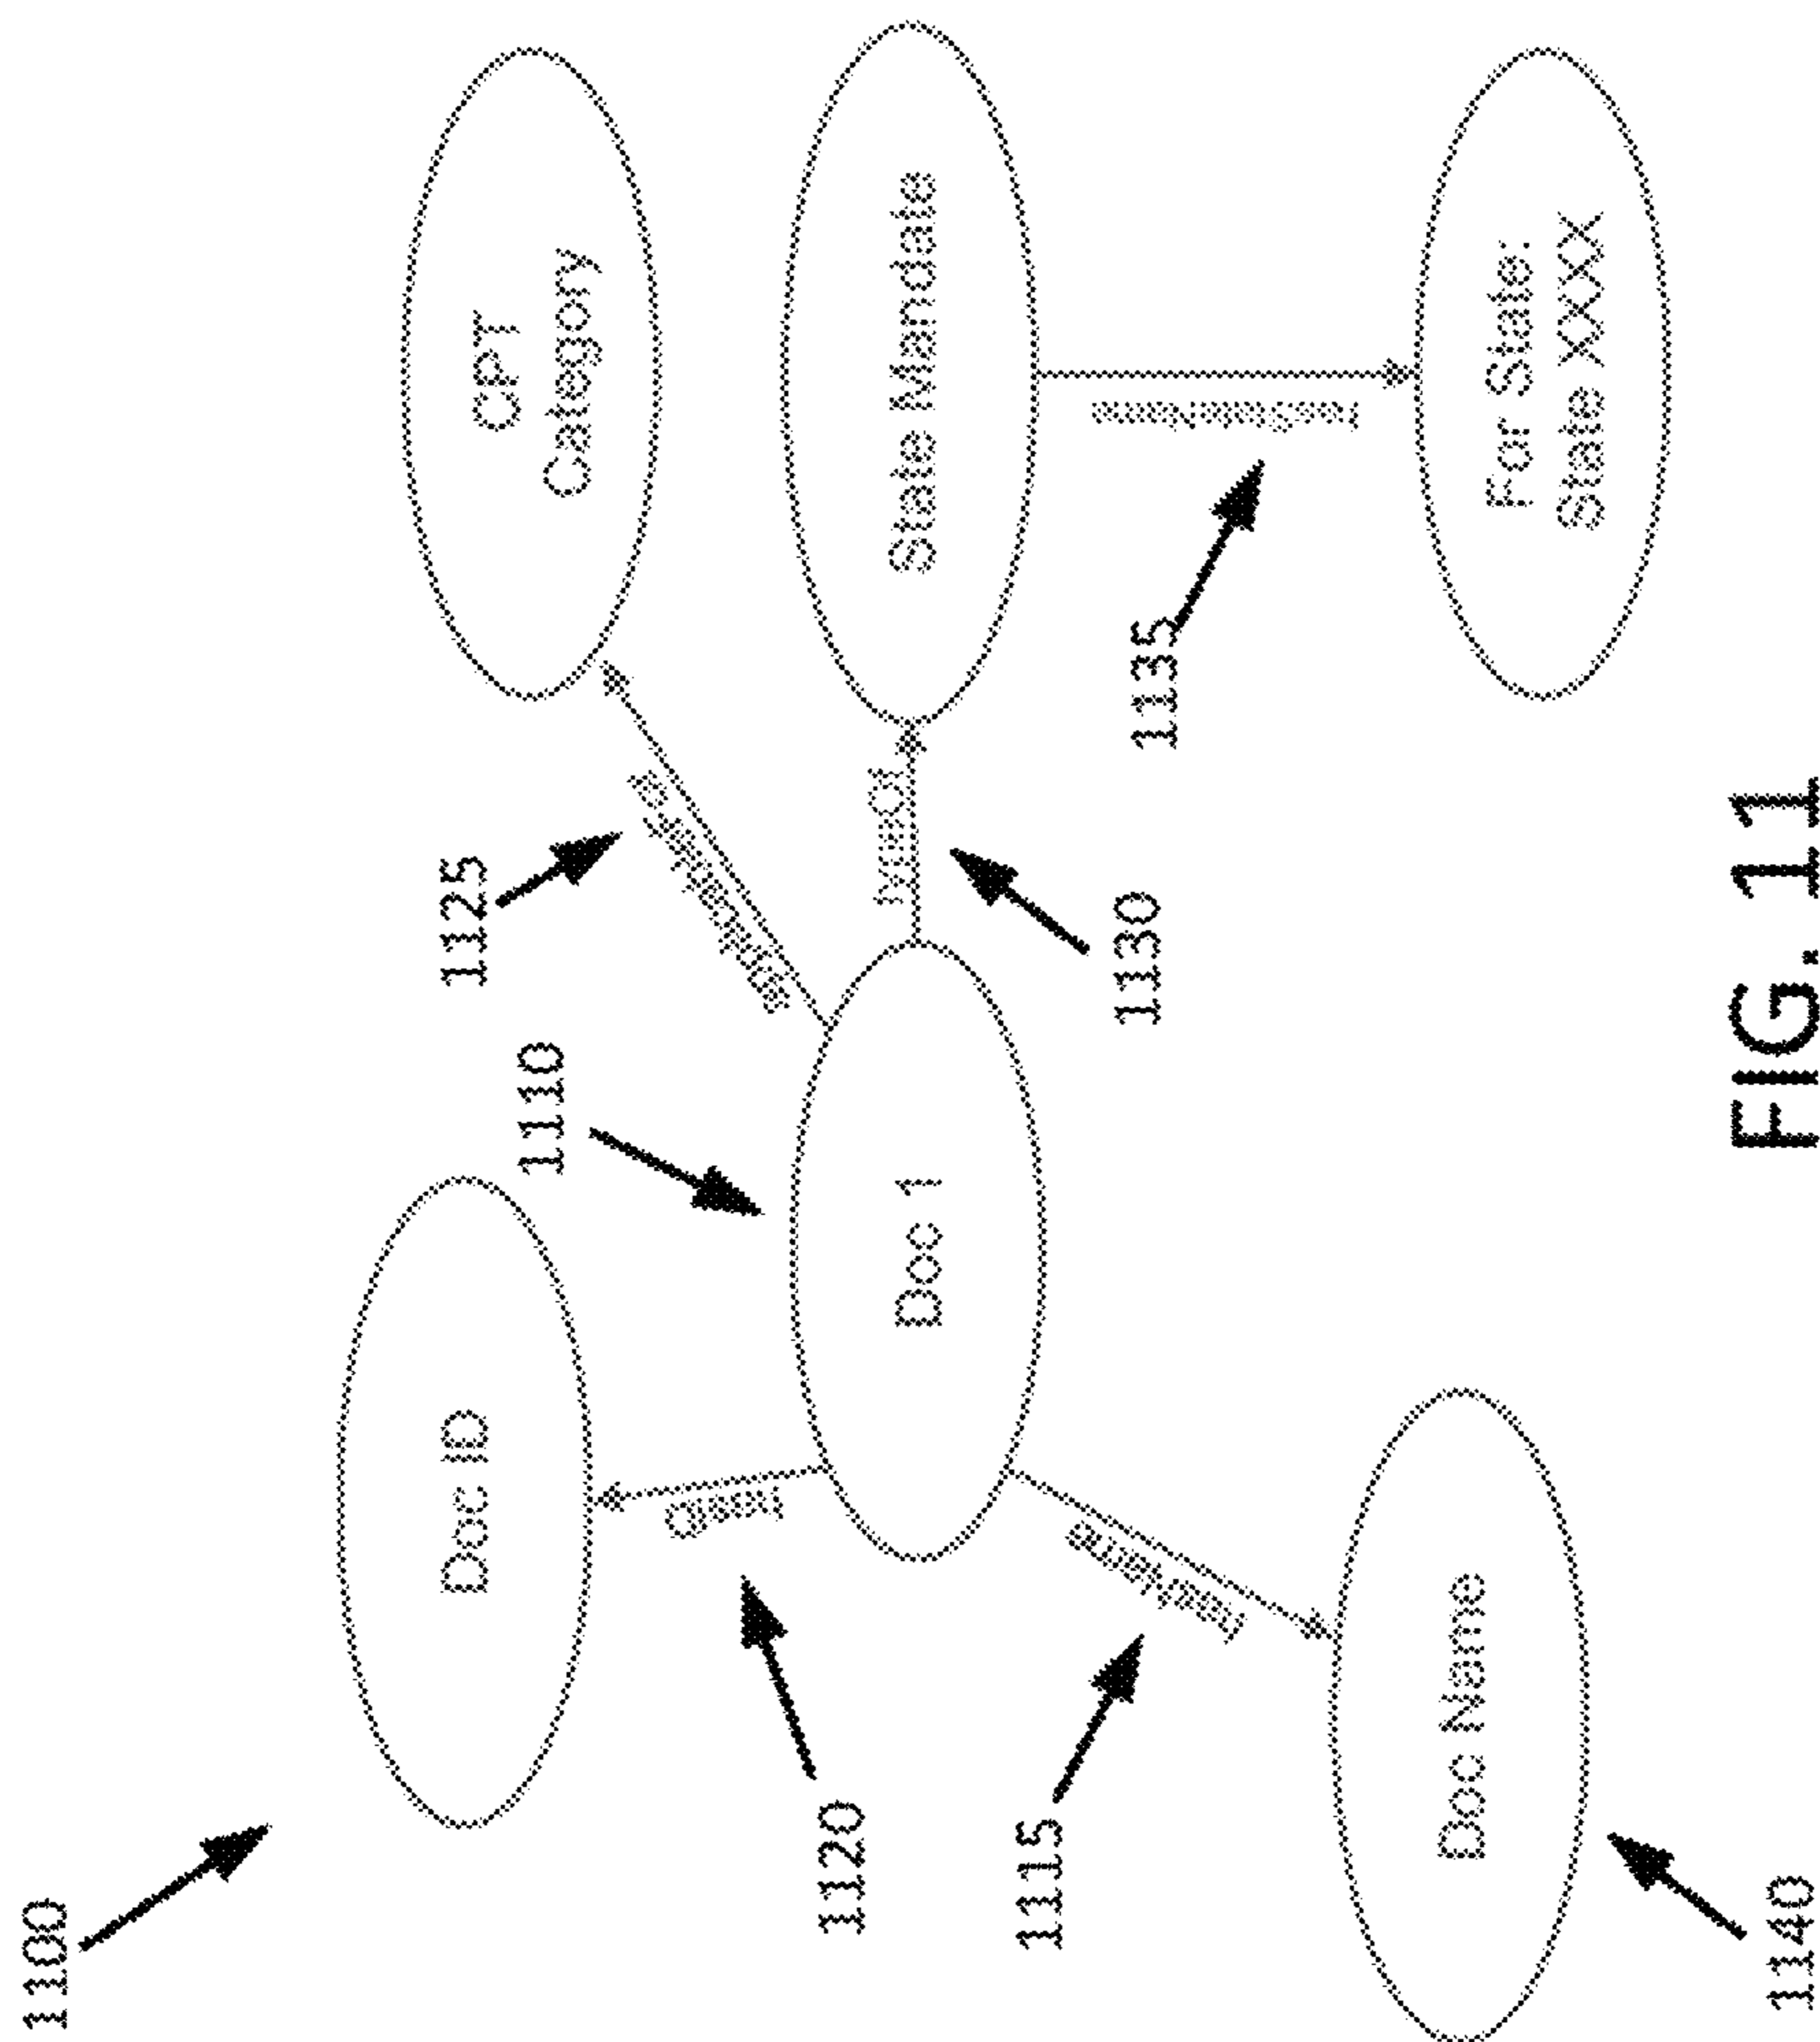 1100
Doc ID
1125
CPT
Category
1110
1120
Doc 1
State Mandate
1115
1130
1135
Doc Name
For State:
State XXXX
1140
FIG. 11